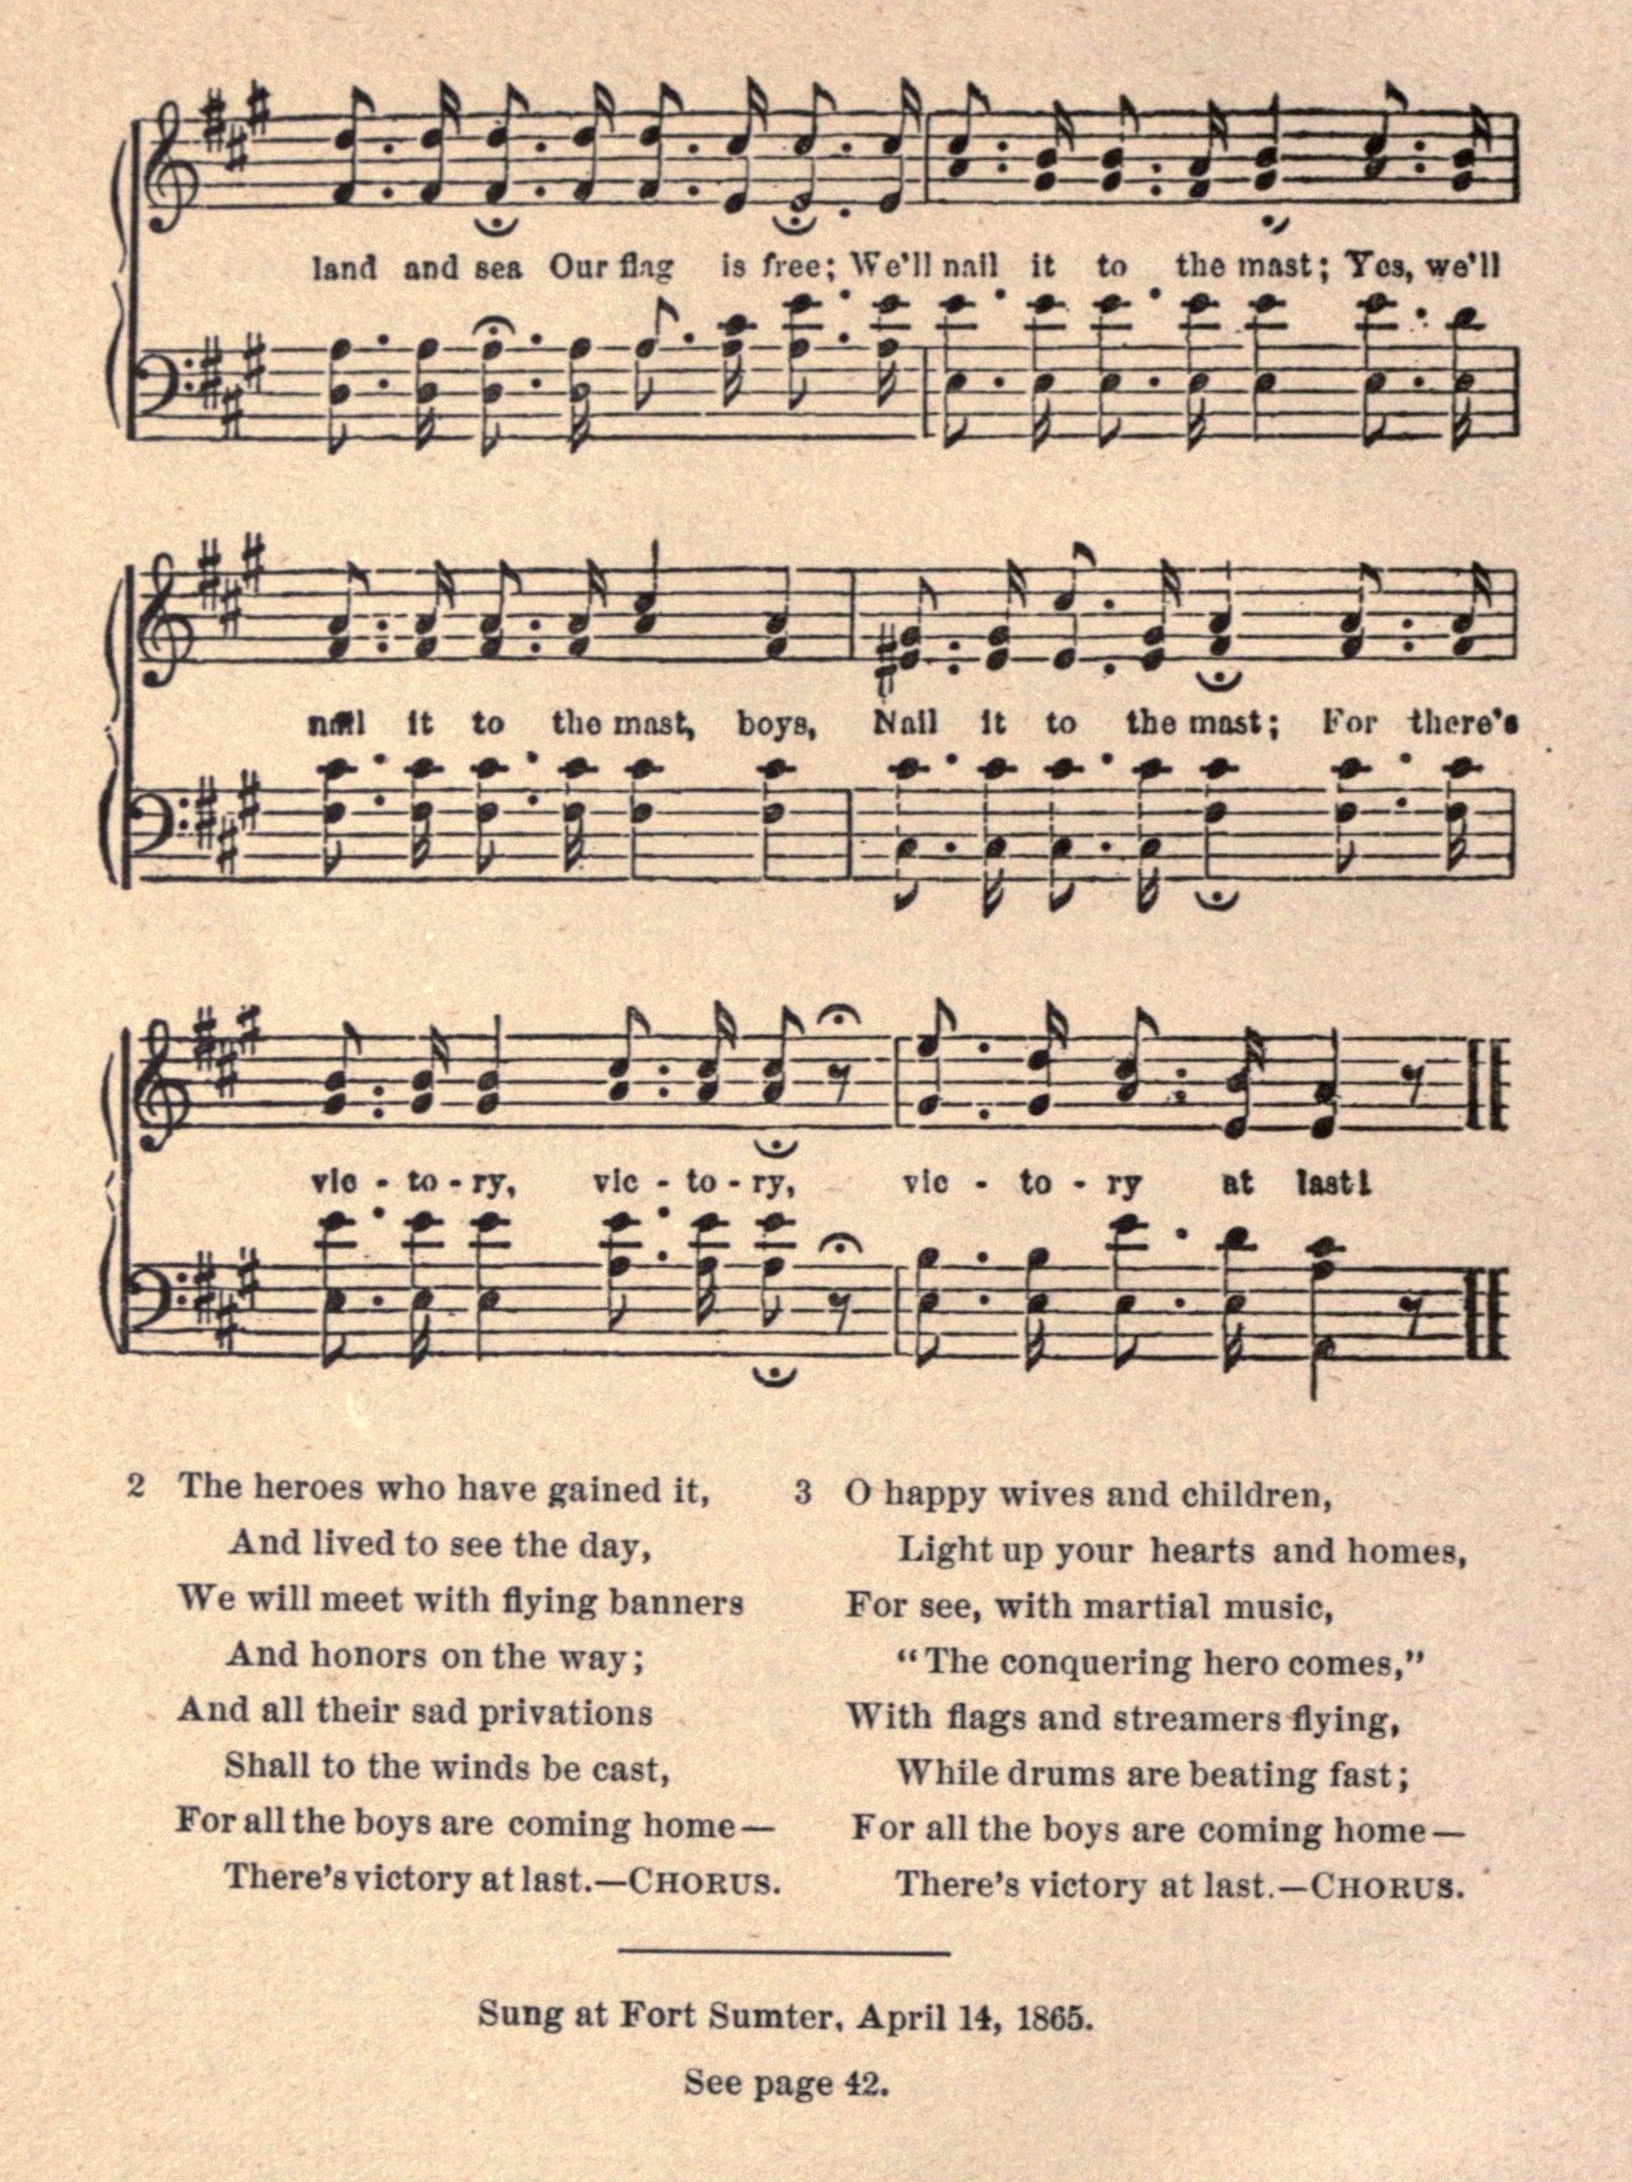 land and sea Our flag is free; We'll nail it to the mast; Yes, we'll
nail it to the mast, boys, Nail it to the mast; For there's
vic - to - ry, vic - to - ry, vic - to - ry at last!
2 The heroes who have gained it,
And lived to see the day,
We will meet with flying banners
And honors on the way;
And all their sad privations
Shall to the winds be cast,
For all the boys are coming home—
There's victory at last.—CHORUS.
3 O happy wives and children,
Light up your hearts and homes,
For see, with martial music,
“The conquering hero comes,”
With flags and streamers flying,
While drums are beating fast;
For all the boys are coming home—
There's victory at last.—CHORUS.
Sung at Fort Sumter, April 14, 1865.
See page 42.